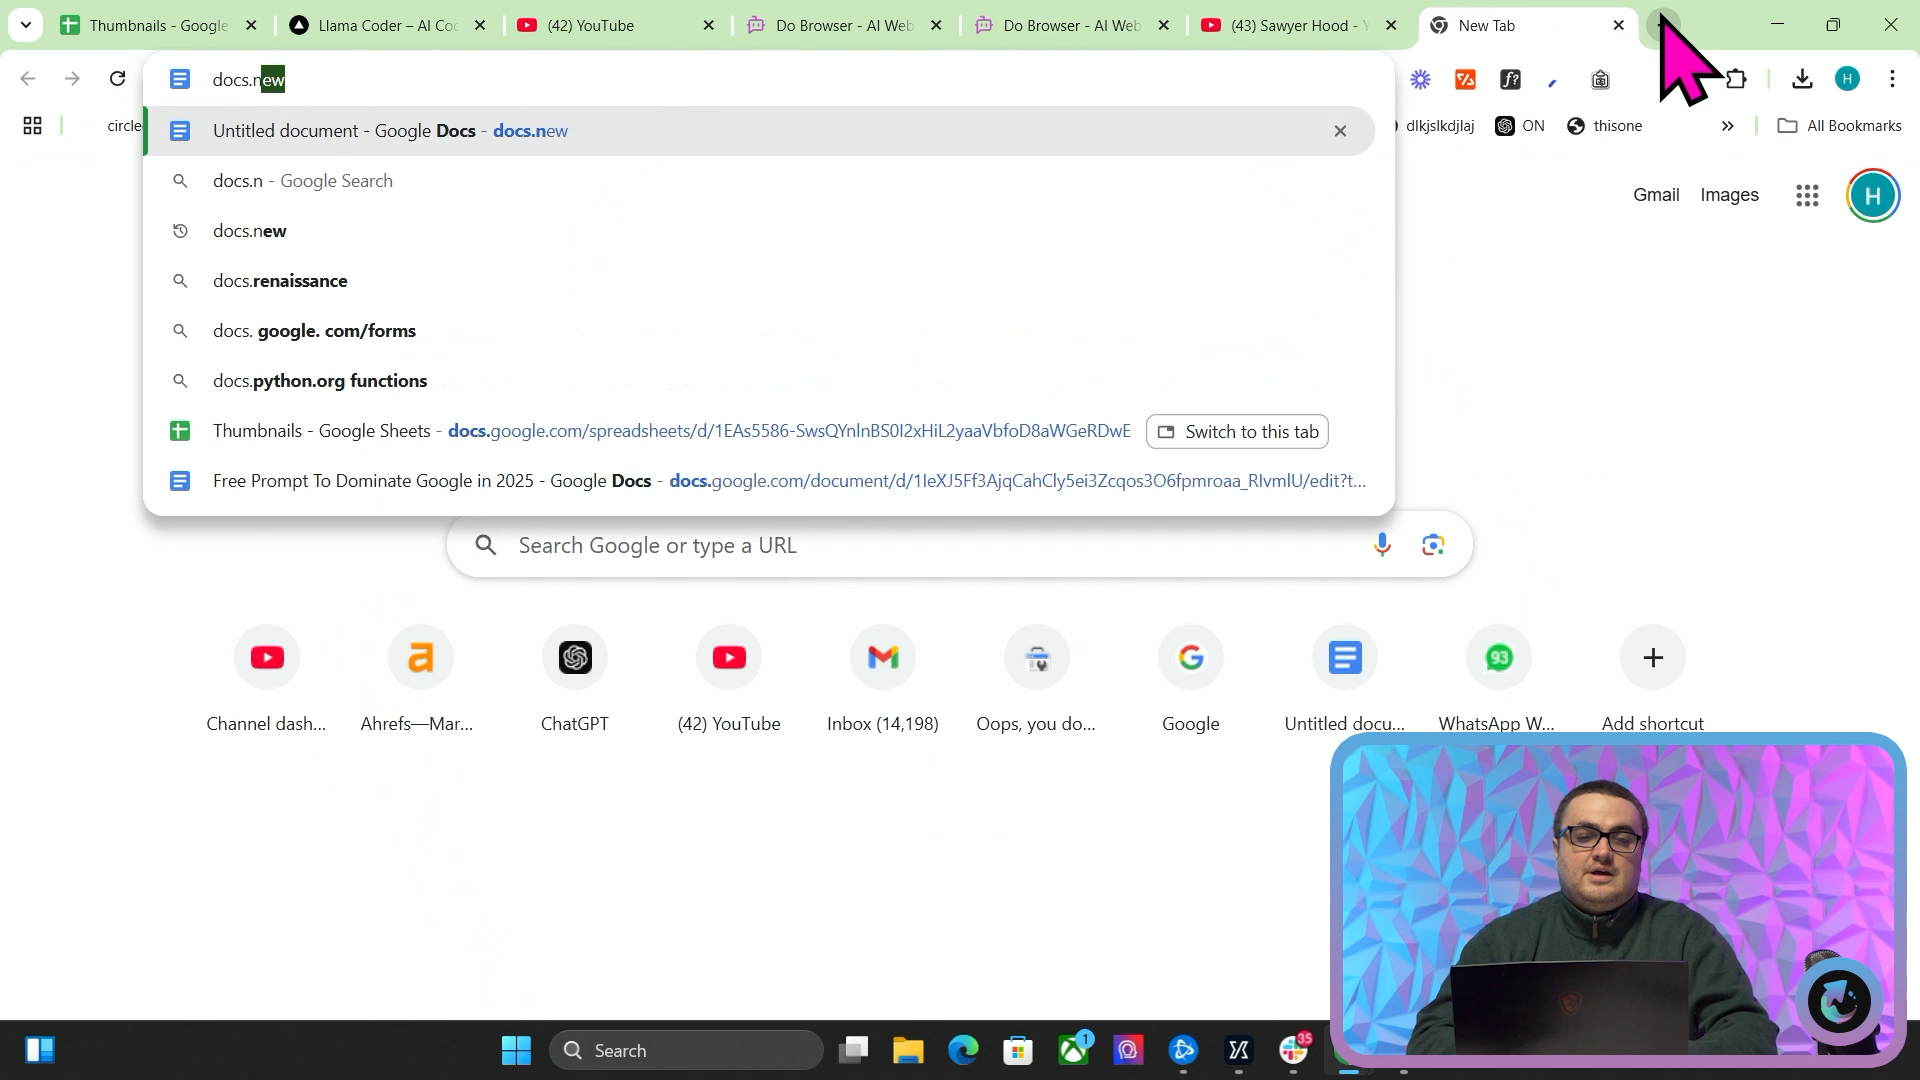 Thumbnails - Google
Llama Coder – AI Coc
(42) YouTube
Do Browser - AI Web
Do Browser - AI Web
(43) Sawyer Hood - Y
New Tab
docs.new
H
circle
dlkjslkdjlaj
ON
thisone
»
All Bookmarks
Untitled document - Google Docs - docs.new
docs.n - Google Search
docs.new
docs.renaissance
docs. google. com/forms
docs.python.org functions
Thumbnails - Google Sheets - docs.google.com/spreadsheets/d/1EAs5586-SwsQYnlnBS0I2xHiL2yaaVbfoD8aWGeRDwE
Switch to this tab
Free Prompt To Dominate Google in 2025 - Google Docs - docs.google.com/document/d/1IeXJ5Ff3AjqCahCly5ei3Zcqos3O6fpmroaa_RIvmlU/edit?t...
Gmail
Images
H
Search Google or type a URL
Channel dash...
Ahrefs—Mar...
ChatGPT
(42) YouTube
Inbox (14,198)
Oops, you do...
Google
Untitled docu...
93
WhatsApp W...
Add shortcut
Search
1
35